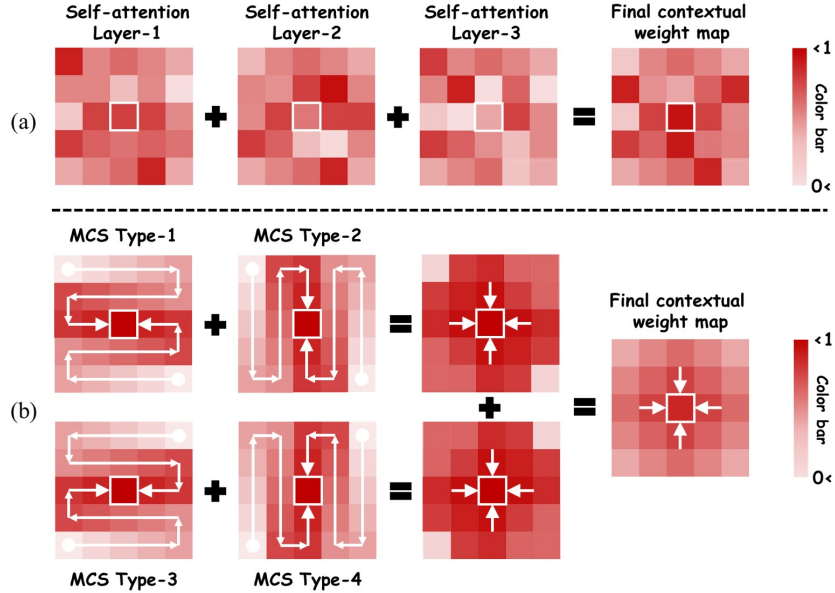 Self-attention
Layer-1
Self-attention
Layer-2
Self-attention
Layer-3
Final contextual
weight map
(a)
<1
Color bar
0<
MCS Type-1
MCS Type-2
Final contextual
weight map
(b)
<1
Color bar
0<
MCS Type-3
MCS Type-4